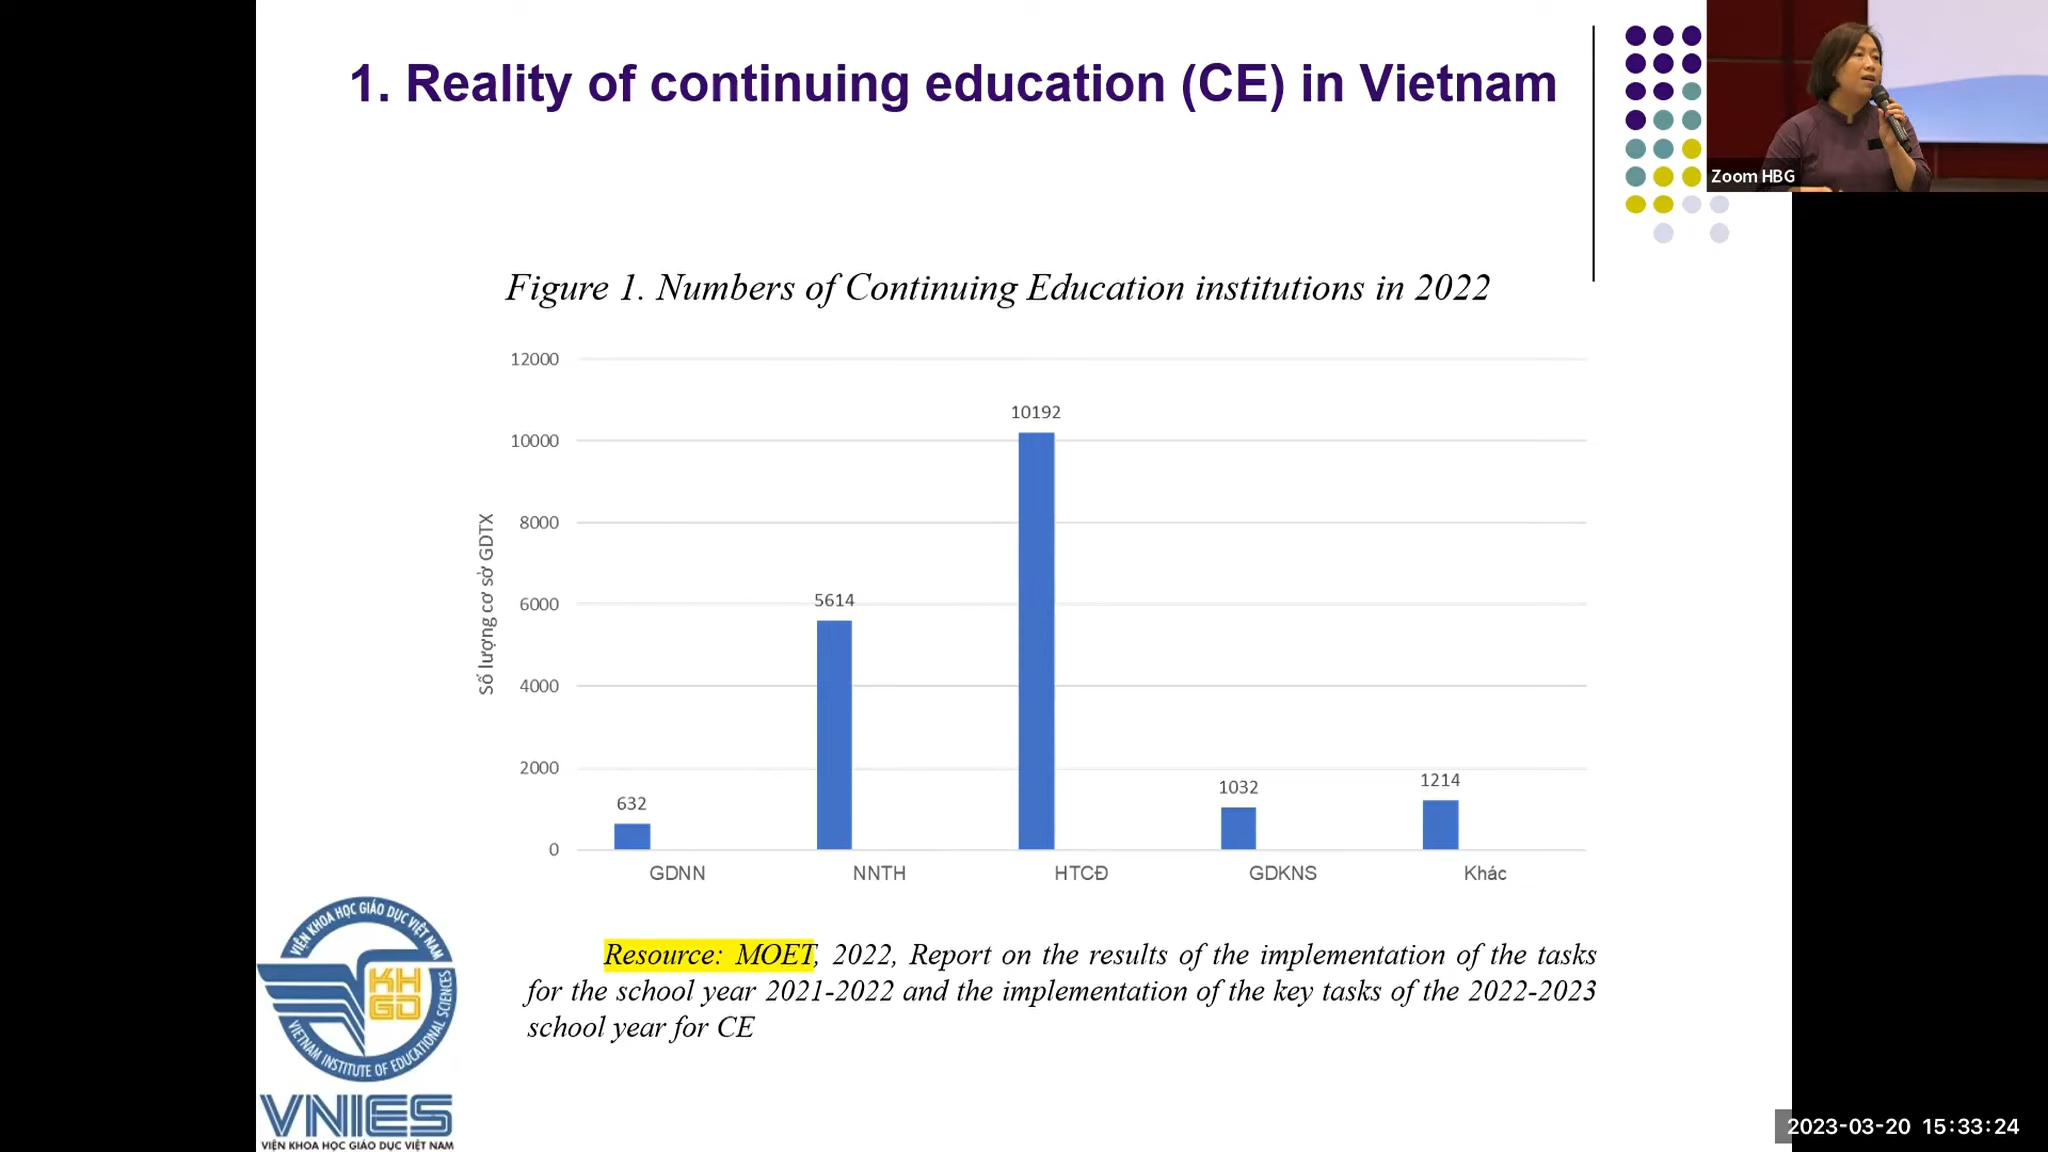 1. Reality of continuing education (CE) in Vietnam
Zoom HBG
Figure 1. Numbers of Continuing Education institutions in 2022
Số lượng cơ sở GDTX
12000
10000
8000
6000
4000
2000
0
632
5614
10192
1032
1214
GDNN
NNTH
HTCĐ
GDKNS
Khác
Resource: MOET, 2022, Report on the results of the implementation of the tasks
for the school year 2021-2022 and the implementation of the key tasks of the 2022-2023
school year for CE
VIỆN KHOA HỌC GIÁO DỤC VIỆT NAM
KH
GD
VIETNAM INSTITUTE OF EDUCATIONAL SCIENCES
VNIES
VIỆN KHOA HỌC GIÁO DỤC VIỆT NAM
2023-03-20 15:33:24